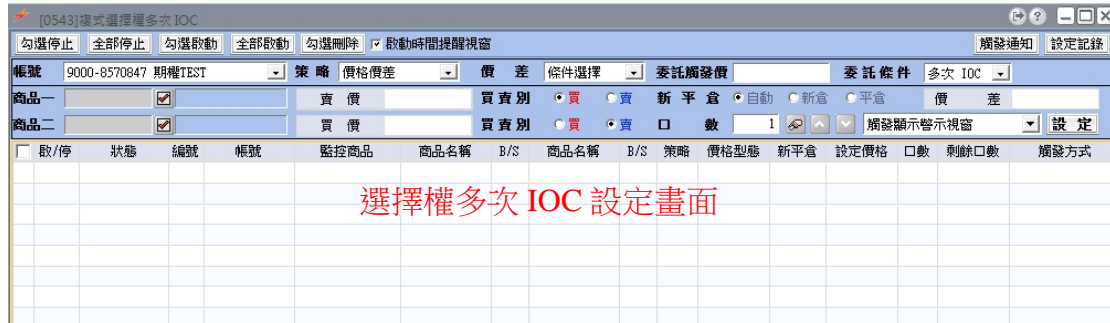 [0543]複式選擇權多次 IOC
勾選停止 全部停止 勾選啟動 全部啟動 勾選刪除 啟動時間提醒視窗 觸發通知 設定記錄
帳號 9000-8570847 期權TEST 策略 價格價差 價差 條件選擇 委託觸發價 委託條件 多次 IOC
商品一 賣價 買賣別 買 賣 新平倉 自動 新倉 平倉 價差
商品二 買價 買賣別 買 賣 口數 1 觸發顯示警示視窗 設定
啟/停 狀態 編號 帳號 監控商品 商品名稱 B/S 商品名稱 B/S 策略 價格型態 新平倉 設定價格 口數 剩餘口數 觸發方式
選擇權多次 IOC 設定畫面